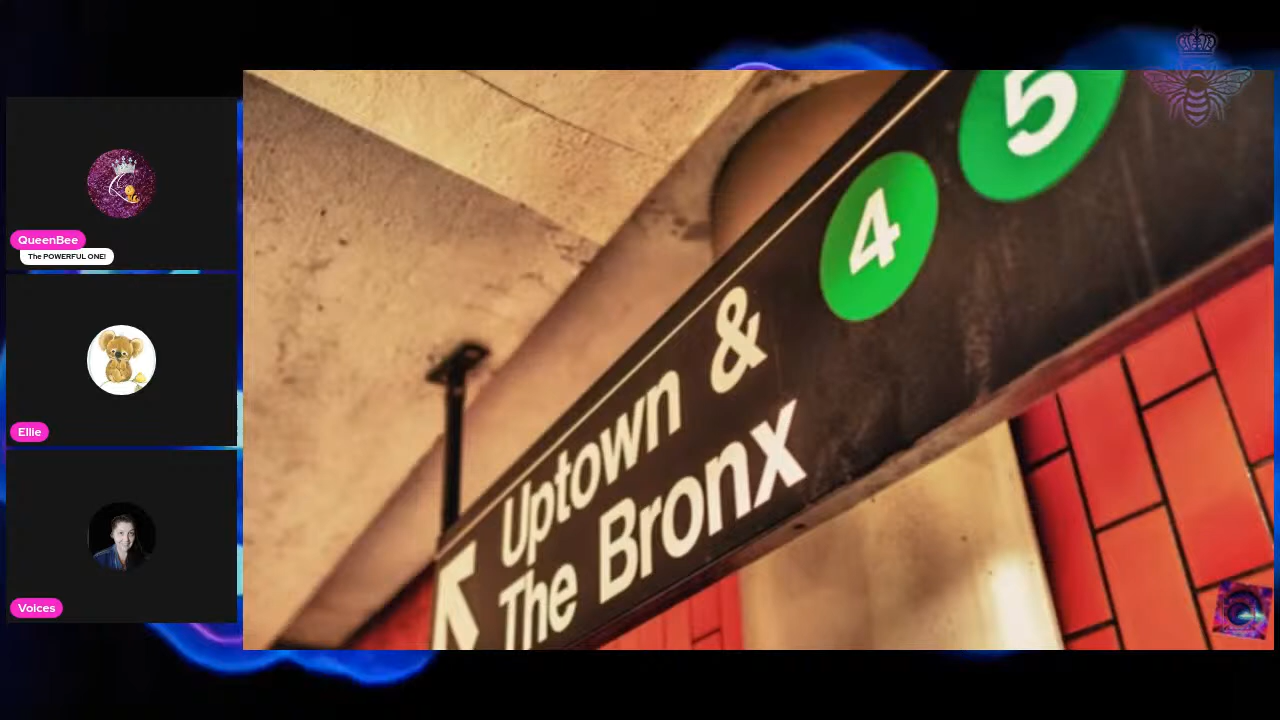 QueenBee
The POWERFUL ONE!
Ellie
Voices
5
4
Uptown &
The Bronx